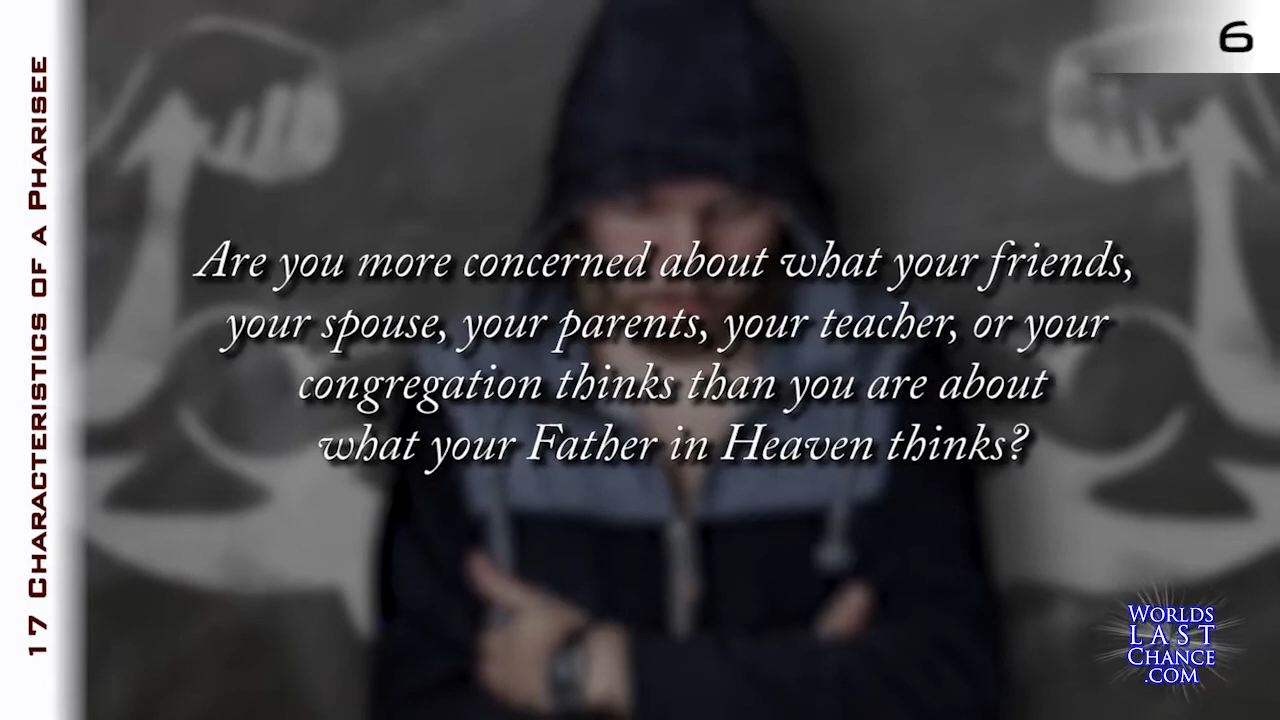 17 Characteristics of a Pharisee
6
Are you more concerned about what your friends,
your spouse, your parents, your teacher, or your
congregation thinks than you are about
what your Father in Heaven thinks?
Worlds
Last
Chance
.com